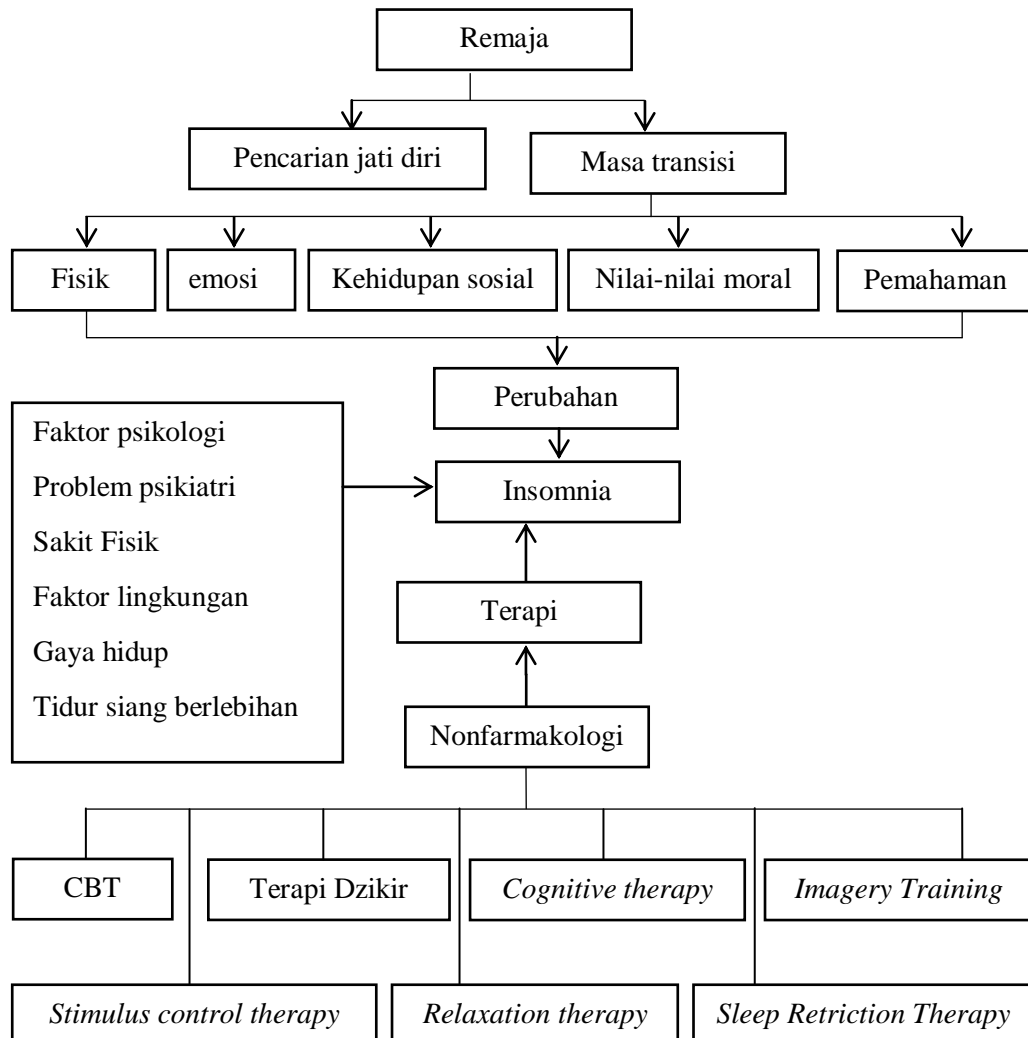 Remaja
Pencarian jati diri
Masa transisi
Fisik
emosi
Kehidupan sosial
Nilai-nilai moral
Pemahaman
Perubahan
Faktor psikologi
Problem psikiatri
Sakit Fisik
Faktor lingkungan
Gaya hidup
Tidur siang berlebihan
Insomnia
Terapi
Nonfarmakologi
CBT
Terapi Dzikir
Cognitive therapy
Imagery Training
Stimulus control therapy
Relaxation therapy
Sleep Retriction Therapy